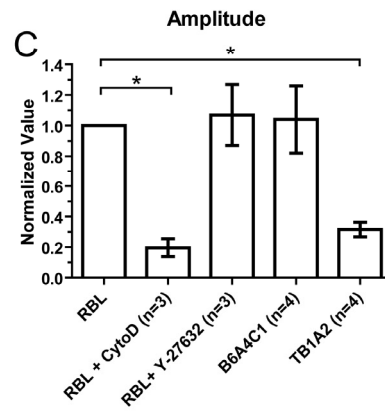 Amplitude
C
*
*
Normalized Value
1.4
1.2
1.0
0.8
0.6
0.4
0.2
0.0
RBL
RBL + CytoD (n=3)
RBL+ Y-27632 (n=3)
B6A4C1 (n=4)
TB1A2 (n=4)